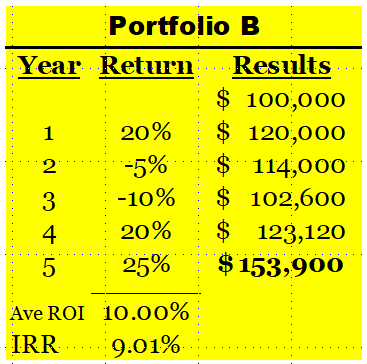 Portfolio B
Year Return Results
$ 100,000
1 20% $ 120,000
2 -5% $ 114,000
3 -10% $ 102,600
4 20% $ 123,120
5 25% $ 153,900
Ave ROI 10.00%
IRR 9.01%